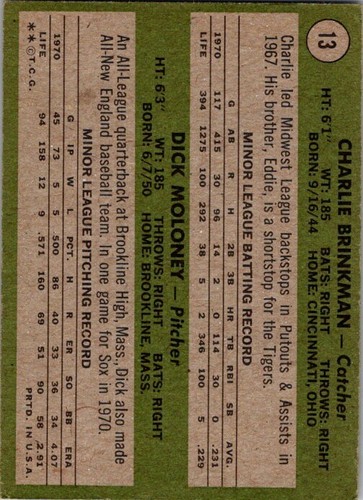 13
CHARLIE BRINKMAN — Catcher
HT: 6'1" WT: 185 BATS: RIGHT THROWS: RIGHT
BORN: 9/16/44 HOME: CINCINNATI, OHIO
Charlie led Midwest League backstops in Putouts & Assists in
1967. His brother, Eddie, is a shortstop for the Tigers.
MINOR LEAGUE BATTING RECORD
G AB R H 2B 3B HR TB RBI SB AVG.
1970 117 415 30 96 14 2 0 114 30 0 .231
LIFE 394 1275 100 292 38 5 2 346 100 5 .229
DICK MOLONEY — Pitcher
HT: 6'3" WT: 185 THROWS: RIGHT BATS: RIGHT
BORN: 6/7/50 HOME: BROOKLINE, MASS.
An All-League quarterback at Brookline High, Mass., Dick also made
All-New England baseball team. In one game for Sox in 1970.
MINOR LEAGUE PITCHING RECORD
G IP W L PCT. H R ER SO BB ERA
1970 45 73 5 5 .500 86 40 33 36 34 4.07
LIFE 94 158 12 9 .571 160 69 51 90 58 2.91
**©T.C.G. PRTD. IN U.S.A.